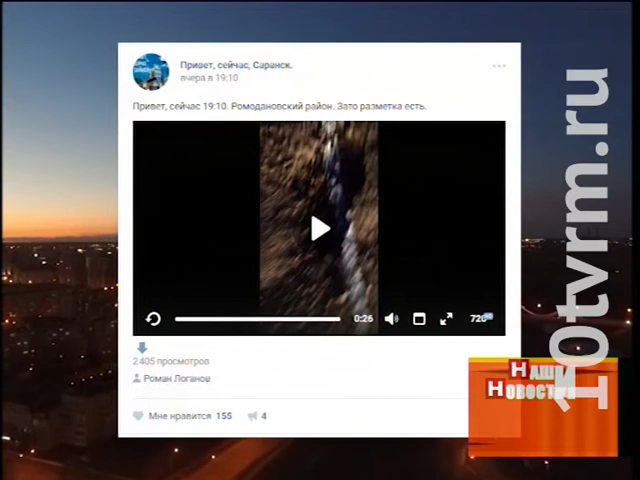 Привет, сейчас, Саранск.
вчера в 19:10
Привет, сейчас 19:10. Ромодановский район. Зато разметка есть.
0:26
720
HD
2 405 просмотров
Роман Логанов
Мне нравится 155
4
НАШИ
НОВОСТИ
10tvrm.ru